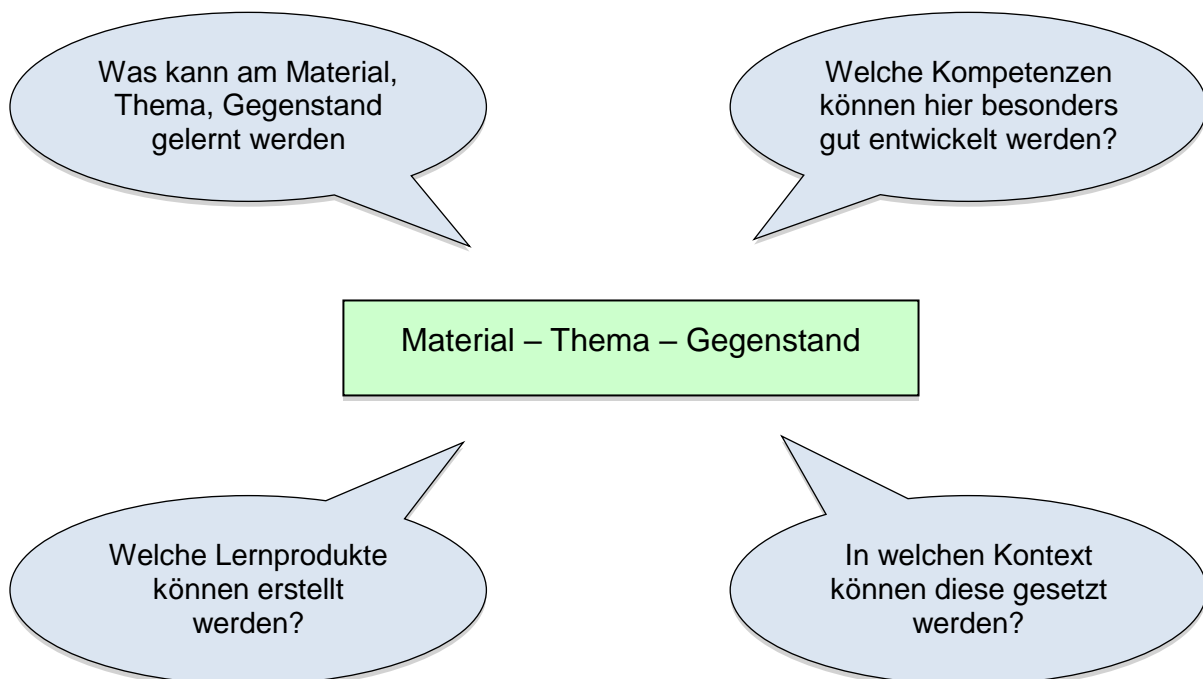 Was kann am Material,
Thema, Gegenstand
gelernt werden
Welche Kompetenzen
können hier besonders
gut entwickelt werden?
Material – Thema – Gegenstand
Welche Lernprodukte
können erstellt
werden?
In welchen Kontext
können diese gesetzt
werden?